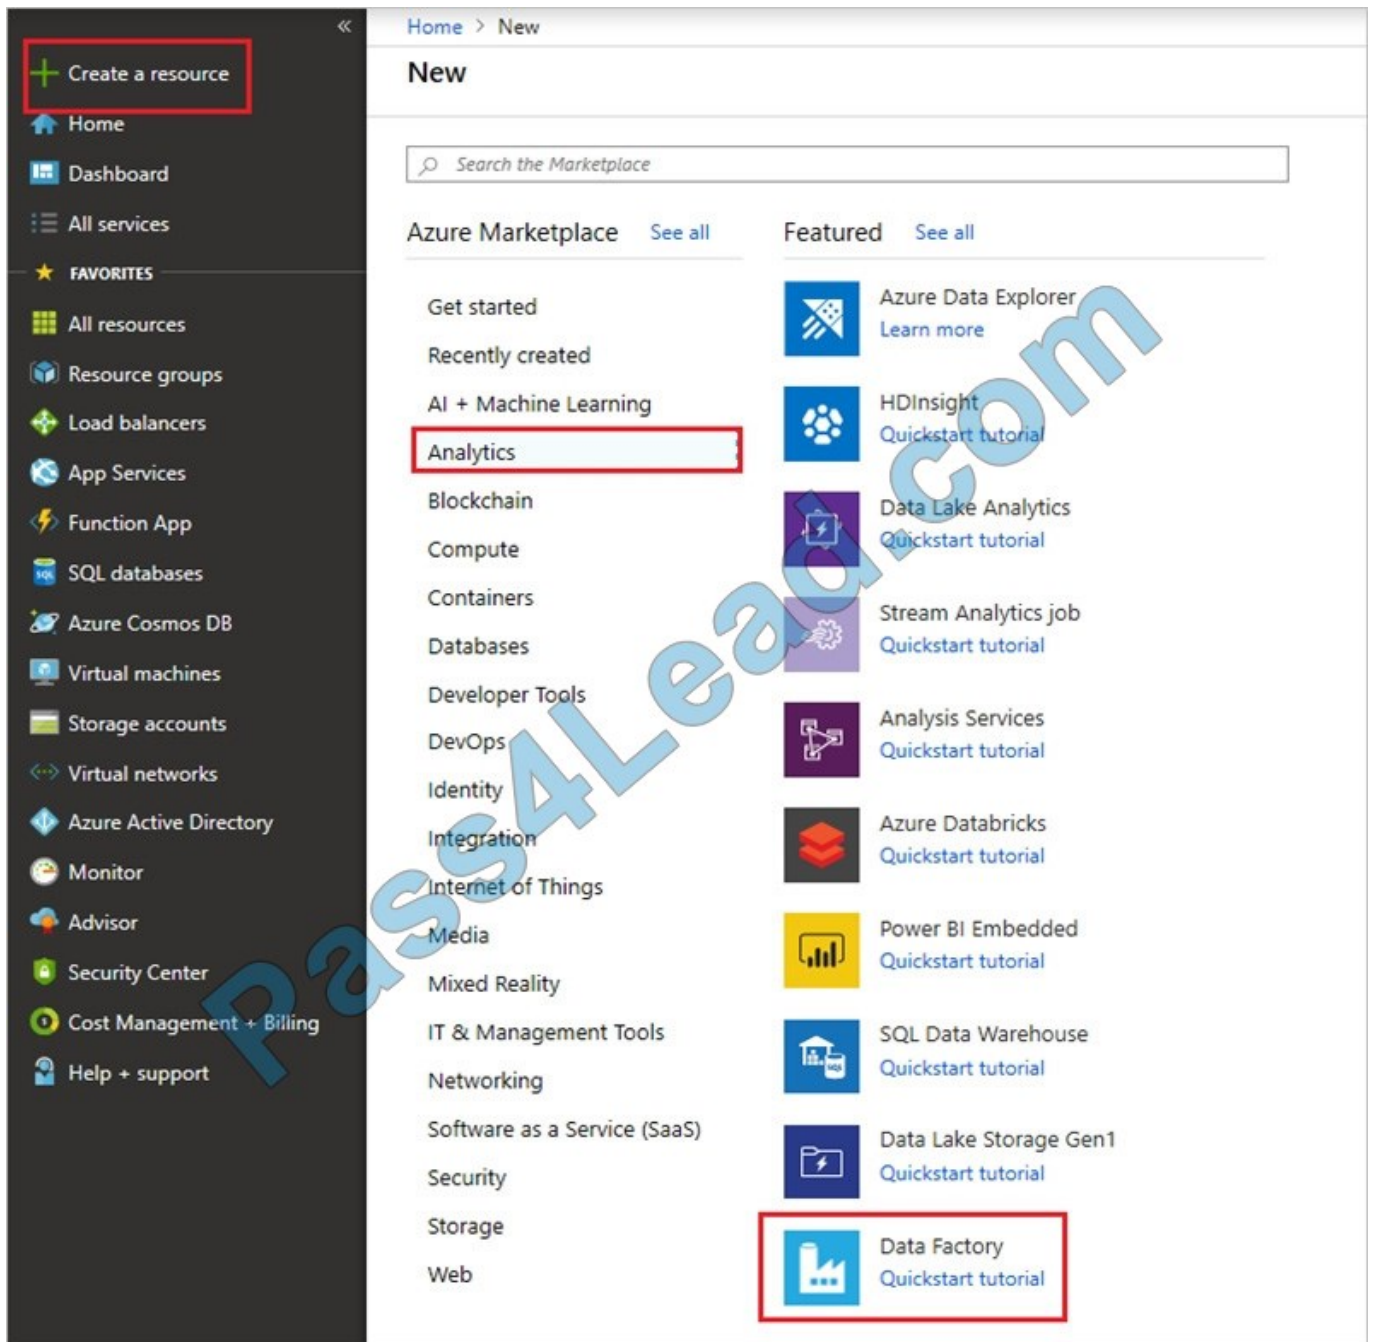 «
Create a resource
Home
Dashboard
All services
FAVORITES
All resources
Resource groups
Load balancers
App Services
Function App
SQL databases
Azure Cosmos DB
Virtual machines
Storage accounts
Virtual networks
Azure Active Directory
Monitor
Advisor
Security Center
Cost Management + Billing
Help + support
Home > New
New
Search the Marketplace
Azure Marketplace See all
Get started
Recently created
AI + Machine Learning
Analytics
Blockchain
Compute
Containers
Databases
Developer Tools
DevOps
Identity
Integration
Internet of Things
Media
Mixed Reality
IT & Management Tools
Networking
Software as a Service (SaaS)
Security
Storage
Web
Featured See all
Azure Data Explorer
Learn more
HDInsight
Quickstart tutorial
Data Lake Analytics
Quickstart tutorial
Stream Analytics job
Quickstart tutorial
Analysis Services
Quickstart tutorial
Azure Databricks
Quickstart tutorial
Power BI Embedded
Quickstart tutorial
SQL Data Warehouse
Quickstart tutorial
Data Lake Storage Gen1
Quickstart tutorial
Data Factory
Quickstart tutorial
Pass4Lead.com